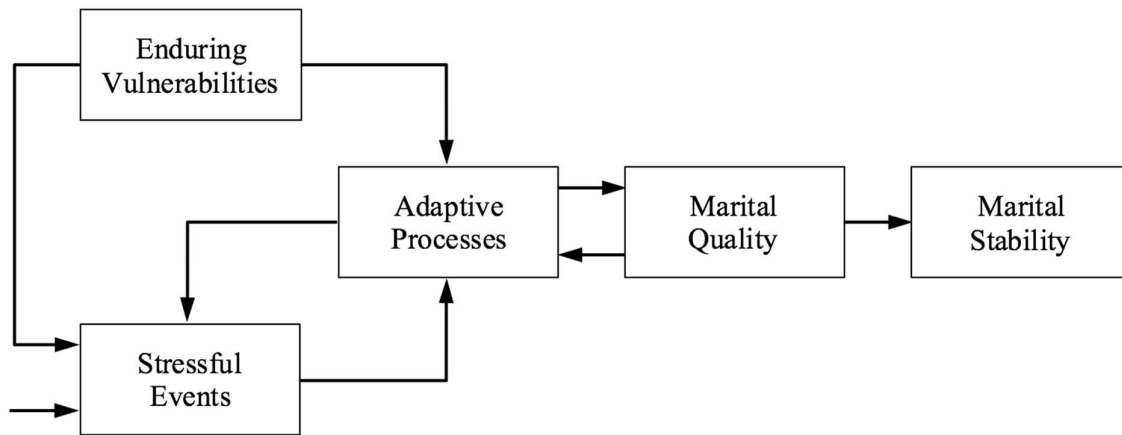 Enduring
Vulnerabilities
Adaptive
Processes
Marital
Quality
Marital
Stability
Stressful
Events